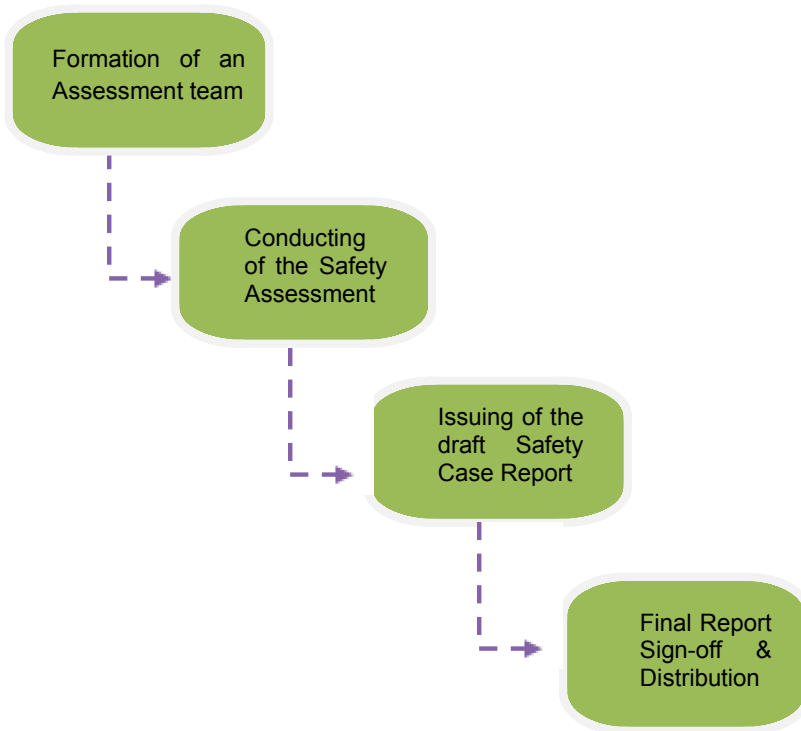 Formation of an
Assessment team
Conducting
of the Safety
Assessment
Issuing of the
draft Safety
Case Report
Final Report
Sign-off &
Distribution